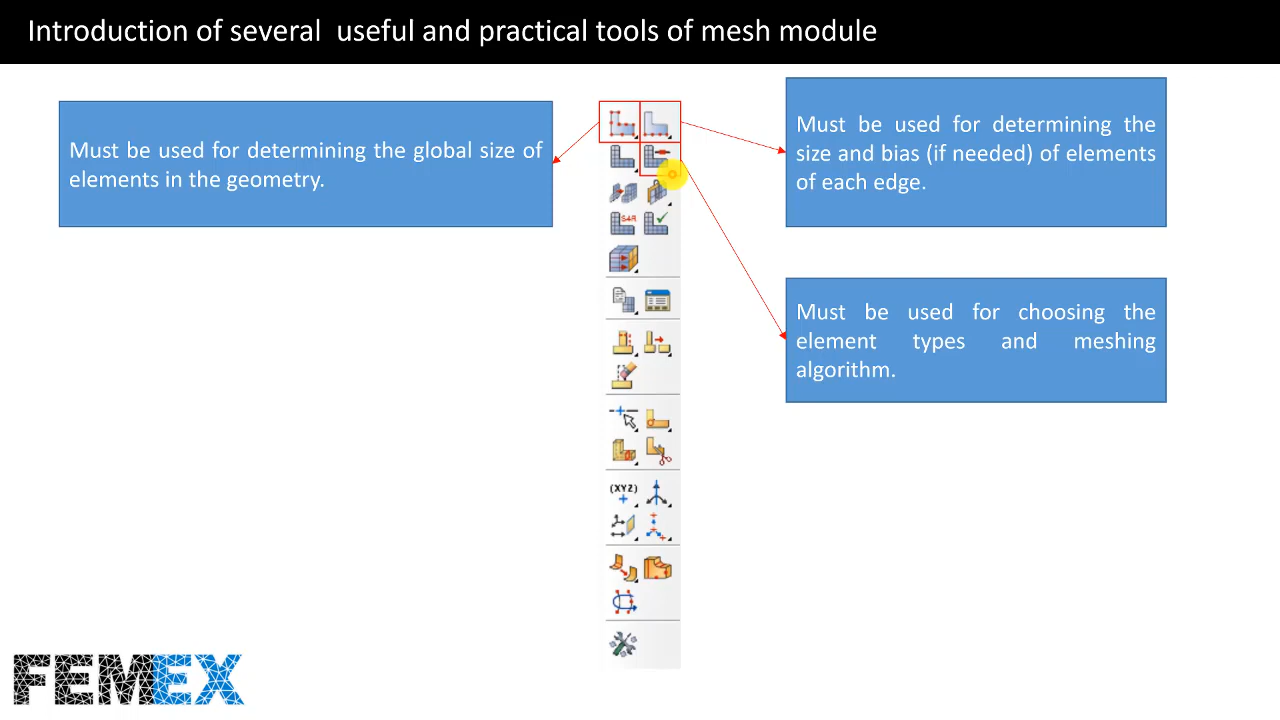 Introduction of several  useful and practical tools of mesh module
Must be used for determining the global size of
elements in the geometry.
Must be used for determining the
size and bias (if needed) of elements
of each edge.
Must be used for choosing the
element types and meshing
algorithm.
S4R
(XYZ)
FEMEX